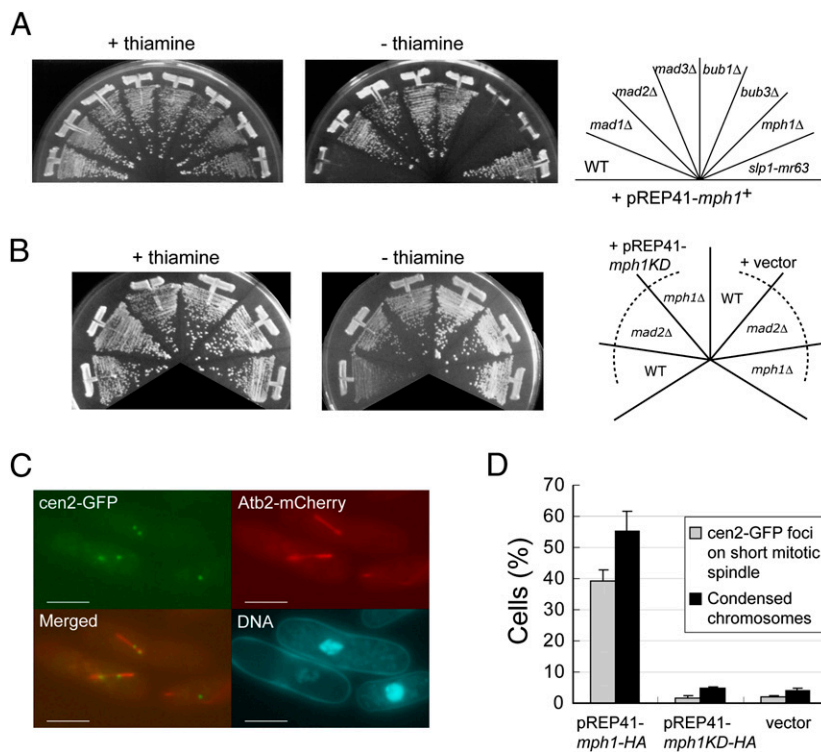 A
+ thiamine
- thiamine
WT
mad1Δ
mad2Δ
mad3Δ
bub1Δ
bub3Δ
mph1Δ
slp1-mr63
+ pREP41-mph1+
B
+ thiamine
- thiamine
+ pREP41-
mph1KD
+ vector
WT
mad2Δ
mph1Δ
WT
mad2Δ
mph1Δ
C
cen2-GFP
Atb2-mCherry
Merged
DNA
D
Cells (%)
70
60
50
40
30
20
10
0
cen2-GFP foci
on short mitotic
spindle
Condensed
chromosomes
pREP41-
mph1-HA
pREP41-
mph1KD-HA
vector